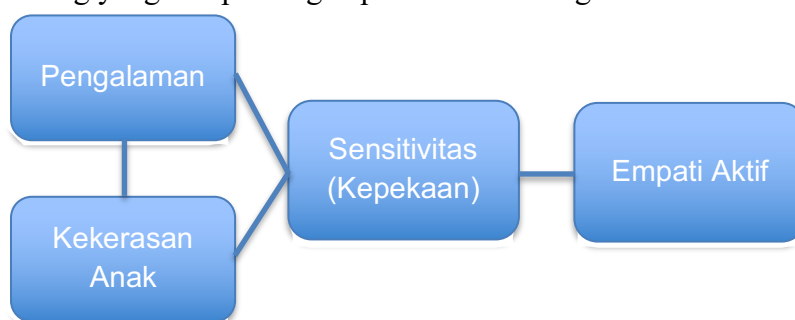 Pengalaman
Kekerasan
Anak
Sensitivitas
(Kepekaan)
Empati Aktif